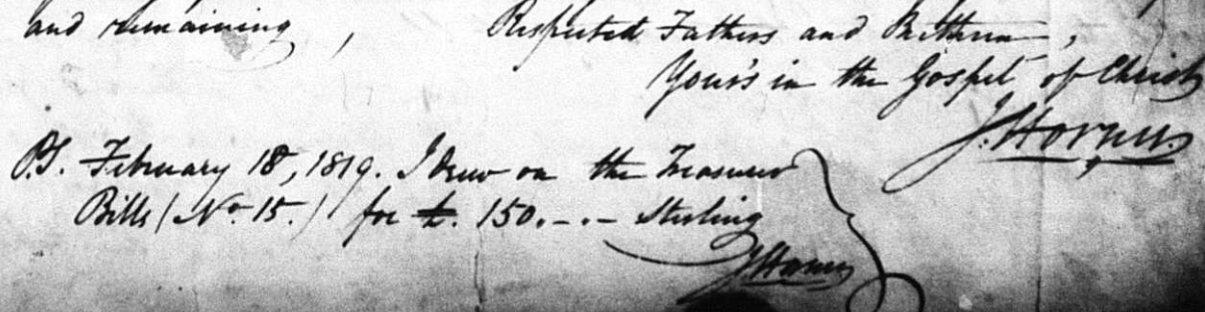 and remaining, Respected Fathers and Brethren,
Your's in the Gospel of Christ
J. Horner.
P.S. February 18, 1819. I drew on the Treasurer
Bills (No. 15.) for £. 150.-.- Sterling
J Horner